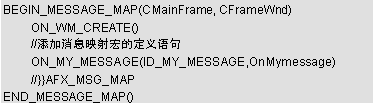 BEGIN_MESSAGE_MAP(CMainFrame, CFrameWnd)
ON_WM_CREATE()
//添加消息映射宏的定义语句
ON_MY_MESSAGE(ID_MY_MESSAGE,OnMymessage)
//}}AFX_MSG_MAP
END_MESSAGE_MAP()